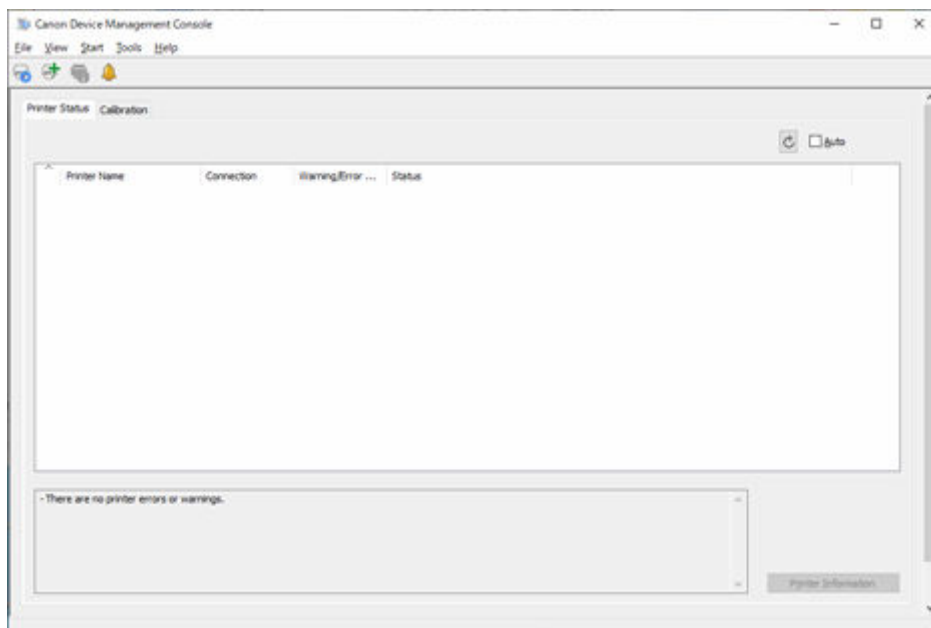 Canon Device Management Console
File View Start Tools Help
Printer Status Calibration
Auto
Printer Name Connection Warning/Error ... Status
- There are no printer errors or warnings.
Printer Information